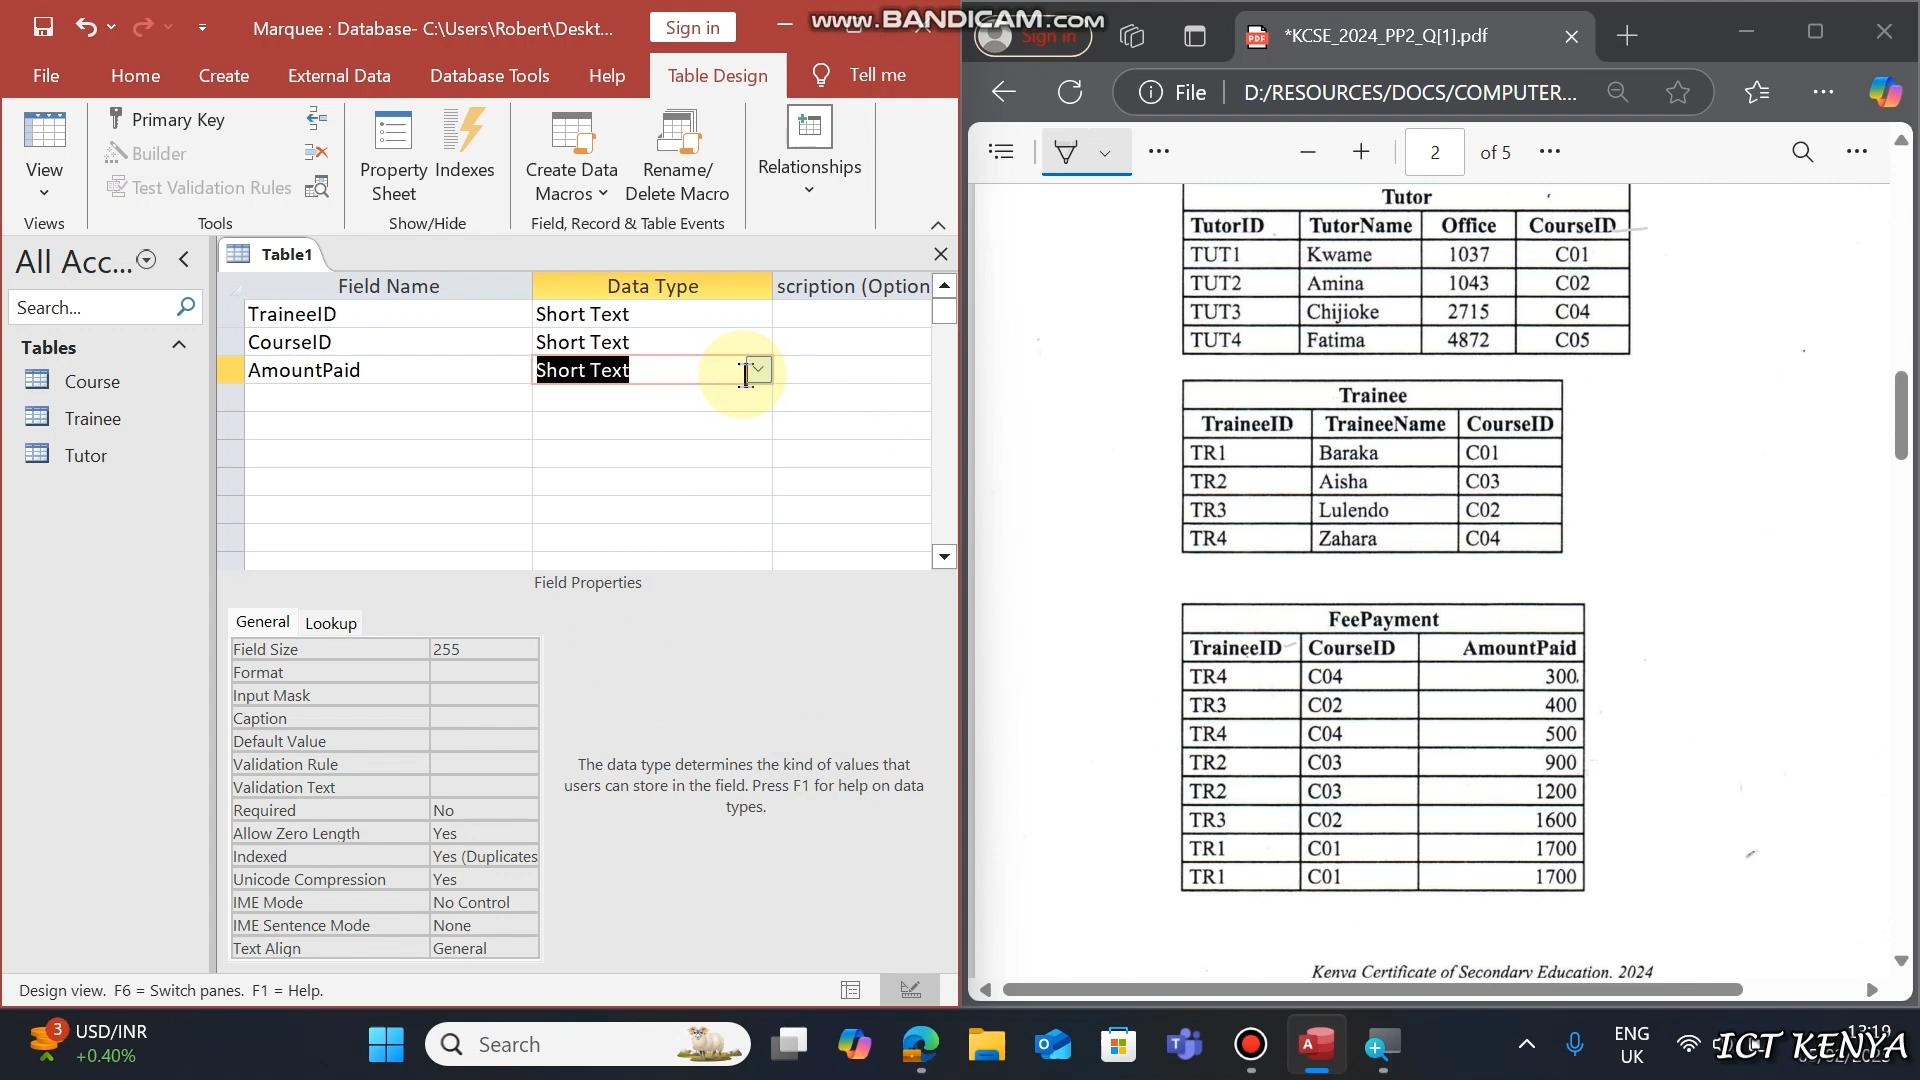 www.BANDICAM.com
Marquee : Database- C:\Users\Robert\Deskt...
Sign in
File
Home
Create
External Data
Database Tools
Help
Table Design
Tell me
View
Primary Key
Builder
Test Validation Rules
Property Sheet
Indexes
Create Data Macros
Rename/ Delete Macro
Relationships
Views
Tools
Show/Hide
Field, Record & Table Events
All Acc...
Search...
Tables
Course
Trainee
Tutor
Table1
Field Name
Data Type
scription (Option
TraineeID
Short Text
CourseID
Short Text
AmountPaid
Short Text
Field Properties
General
Lookup
Field Size
255
Format
Input Mask
Caption
Default Value
Validation Rule
Validation Text
Required
No
Allow Zero Length
Yes
Indexed
Yes (Duplicates
Unicode Compression
Yes
IME Mode
No Control
IME Sentence Mode
None
Text Align
General
The data type determines the kind of values that
users can store in the field. Press F1 for help on data
types.
Design view. F6 = Switch panes. F1 = Help.
Sign in
PDF
*KCSE_2024_PP2_Q[1].pdf
File
D:/RESOURCES/DOCS/COMPUTER...
2
of 5
Tutor
TutorID TutorName Office CourseID
TUT1 Kwame 1037 C01
TUT2 Amina 1043 C02
TUT3 Chijioke 2715 C04
TUT4 Fatima 4872 C05
Trainee
TraineeID TraineeName CourseID
TR1 Baraka C01
TR2 Aisha C03
TR3 Lulendo C02
TR4 Zahara C04
FeePayment
TraineeID CourseID AmountPaid
TR4 C04 300
TR3 C02 400
TR4 C04 500
TR2 C03 900
TR2 C03 1200
TR3 C02 1600
TR1 C01 1700
TR1 C01 1700
Kenya Certificate of Secondary Education. 2024
3
USD/INR
+0.40%
Search
A
ENG
UK
ICT KENYA